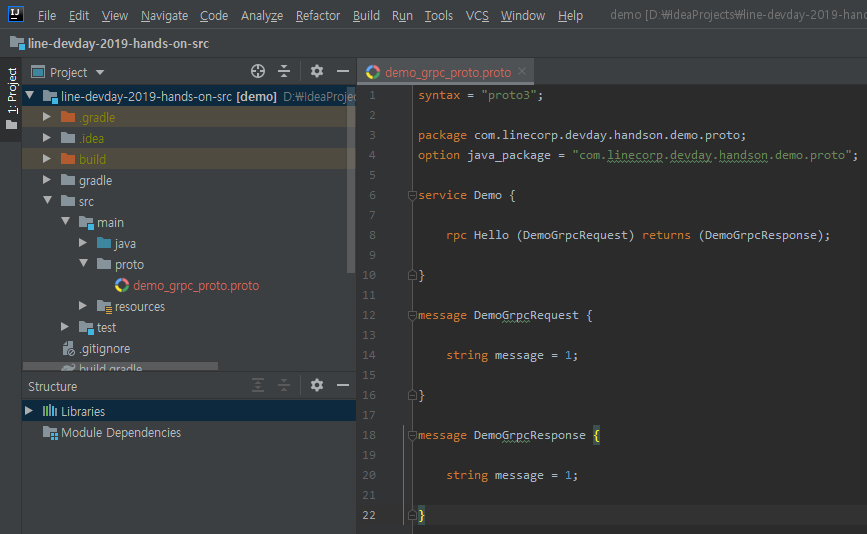 File Edit View Navigate Code Analyze Refactor Build Run Tools VCS Window Help demo [D:₩IdeaProjects₩line-devday-2019-hand
line-devday-2019-hands-on-src
1: Project
Project
line-devday-2019-hands-on-src [demo] D:₩IdeaProjec
.gradle
.idea
build
gradle
src
main
java
proto
demo_grpc_proto.proto
resources
test
.gitignore
build.gradle
Structure
Libraries
Module Dependencies
demo_grpc_proto.proto
1 syntax = "proto3";
2
3 package com.linecorp.devday.handson.demo.proto;
4 option java_package = "com.linecorp.devday.handson.demo.proto";
5
6 service Demo {
7
8 rpc Hello (DemoGrpcRequest) returns (DemoGrpcResponse);
9
10 }
11
12 message DemoGrpcRequest {
13
14 string message = 1;
15
16 }
17
18 message DemoGrpcResponse {
19
20 string message = 1;
21
22 }